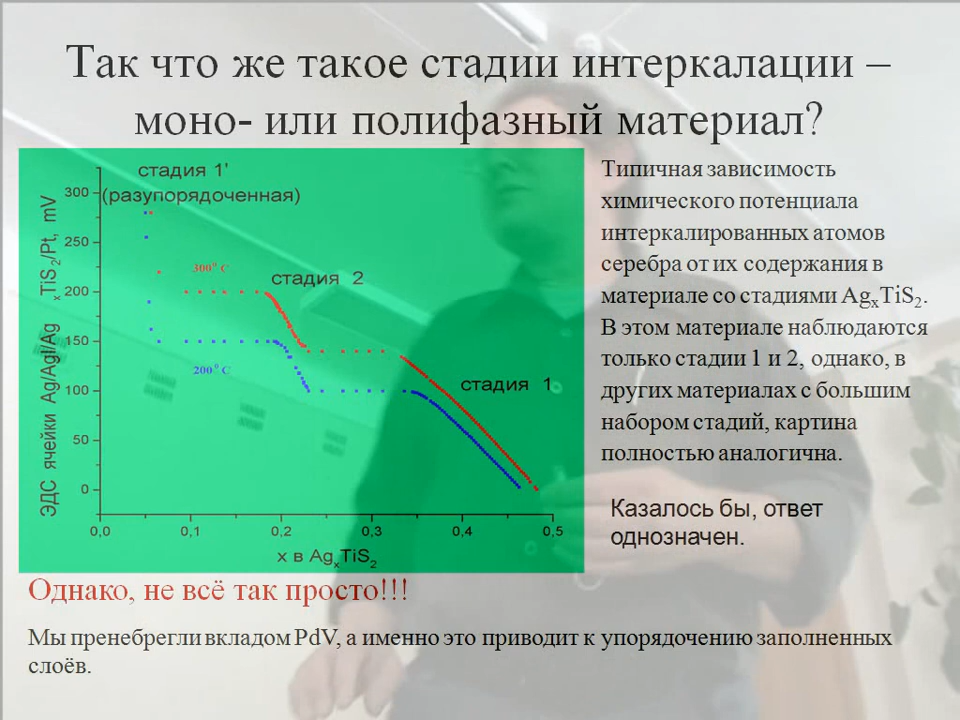 Так что же такое стадии интеркалации –
моно- или полифазный материал?
стадия 1'
(разупорядоченная)
стадия 2
стадия 1
300° C
200° C
ЭДС ячейки Ag/AgI/Ag xTiS2/Pt, mV
300
250
200
150
100
50
0
0,0 0,1 0,2 0,3 0,4 0,5
x в AgxTiS2
Типичная зависимость
химического потенциала
интеркалированных атомов
серебра от их содержания в
материале со стадиями AgxTiS2.
В этом материале наблюдаются
только стадии 1 и 2, однако, в
других материалах с большим
набором стадий, картина
полностью аналогична.
Казалось бы, ответ
однозначен.
Однако, не всё так просто!!!
Мы пренебрегли вкладом PdV, а именно это приводит к упорядочению заполненных
слоёв.